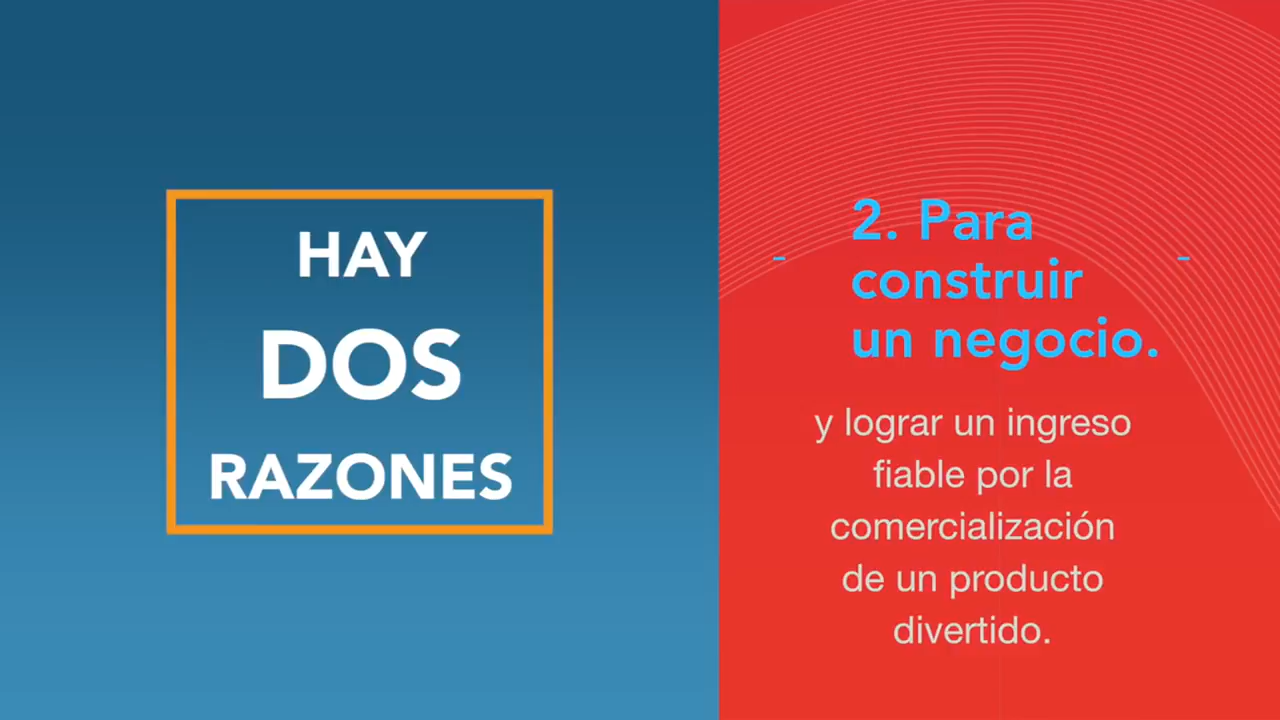 HAY
DOS
RAZONES
2. Para
construir
un negocio.
y lograr un ingreso
fiable por la
comercialización
de un producto
divertido.